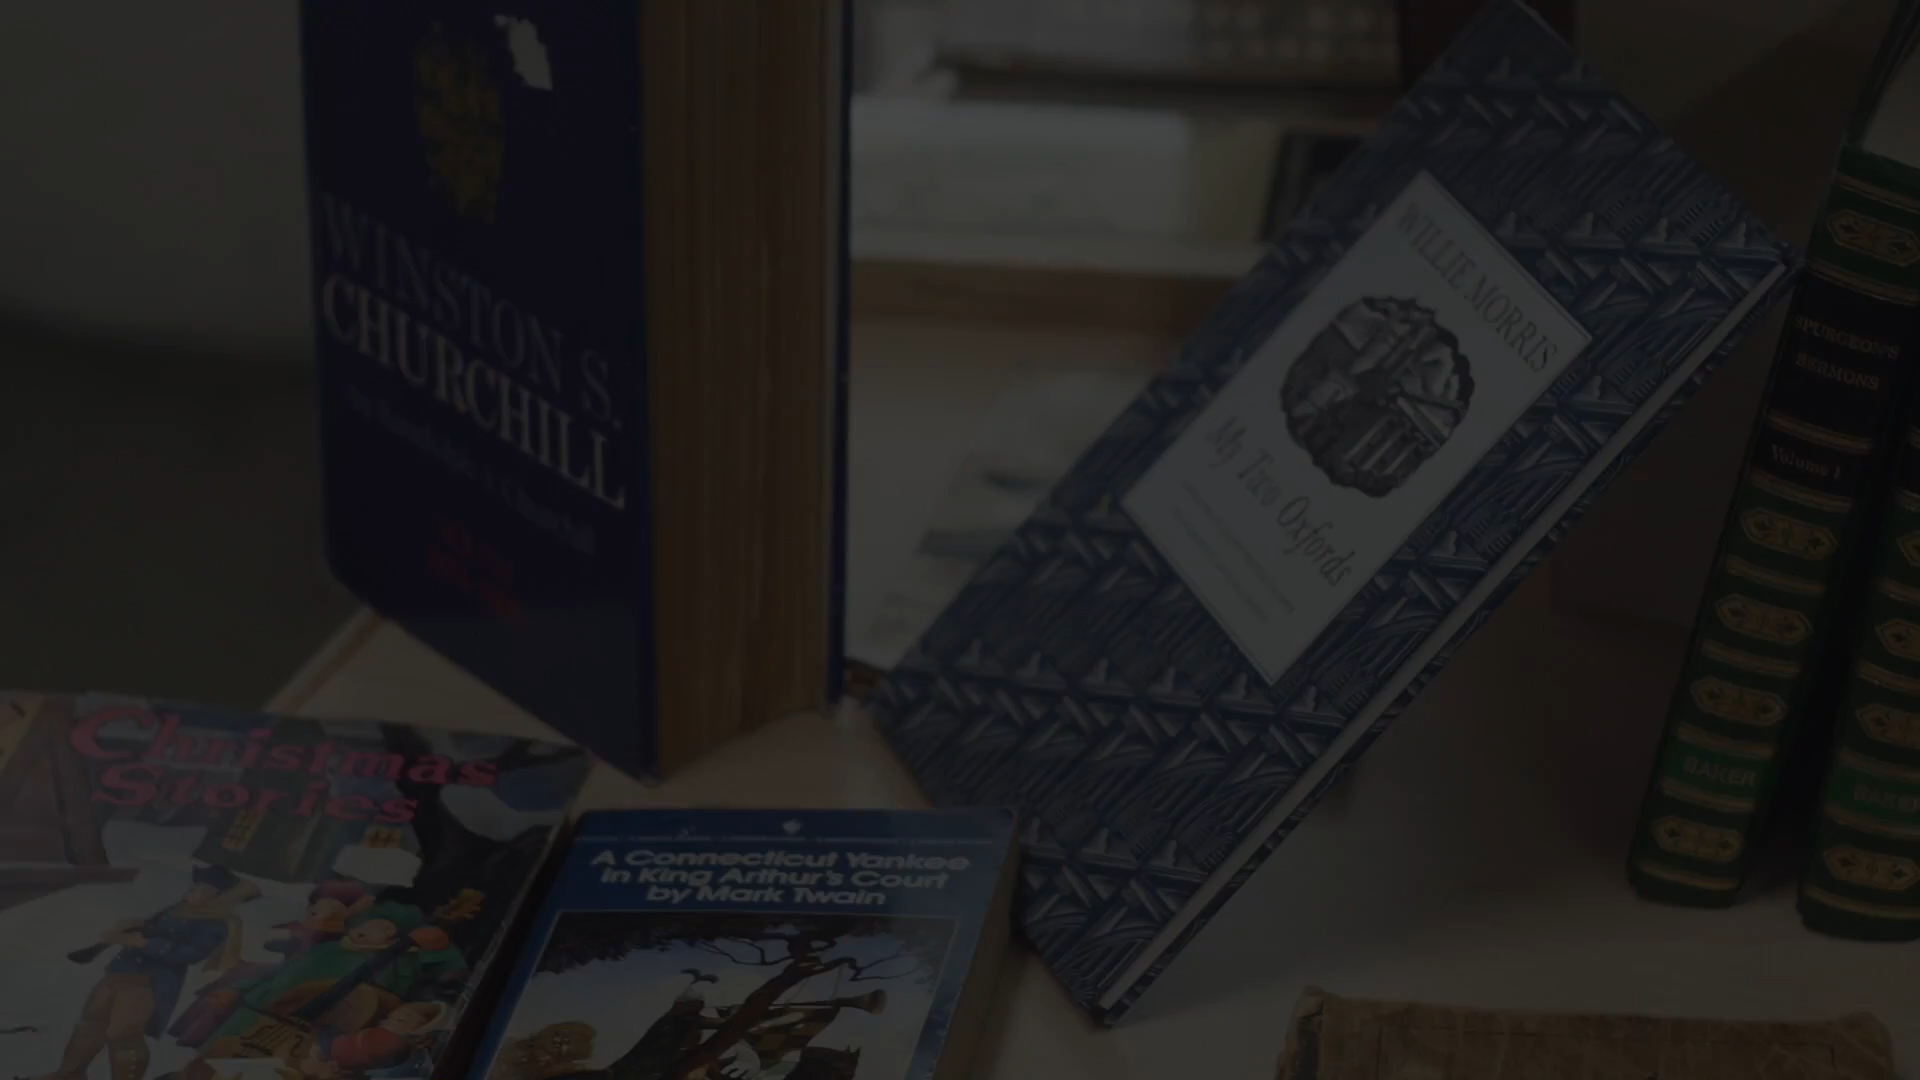 WINSTON S.
CHURCHILL
WILLIE MORRIS
My Two Oxfords
SPURGEON'S
SERMONS
Volume 1
BAKER
BAKER
Christmas
Stories
A Connecticut Yankee
in King Arthur's Court
by Mark Twain